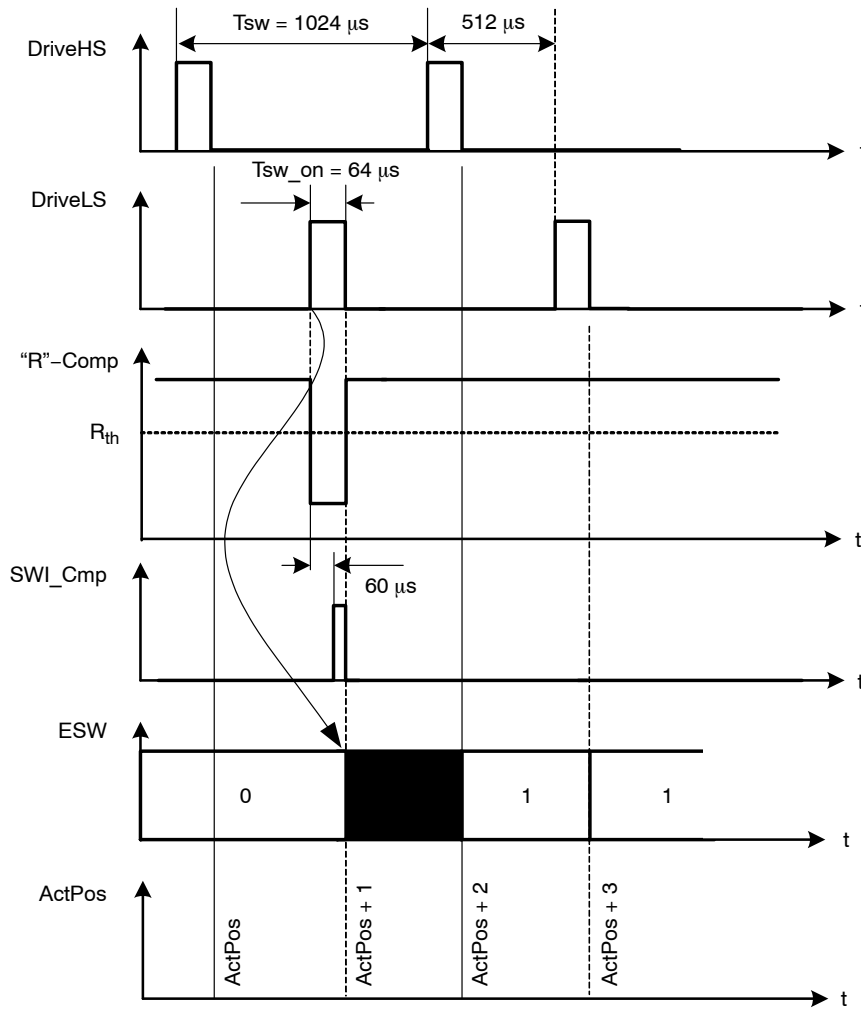 Tsw = 1024 μs
512 μs
DriveHS
t
Tsw_on = 64 μs
DriveLS
t
“R”−Comp
Rth
t
SWI_Cmp
60 μs
t
ESW
0
1
1
t
ActPos
ActPos
ActPos + 1
ActPos + 2
ActPos + 3
t